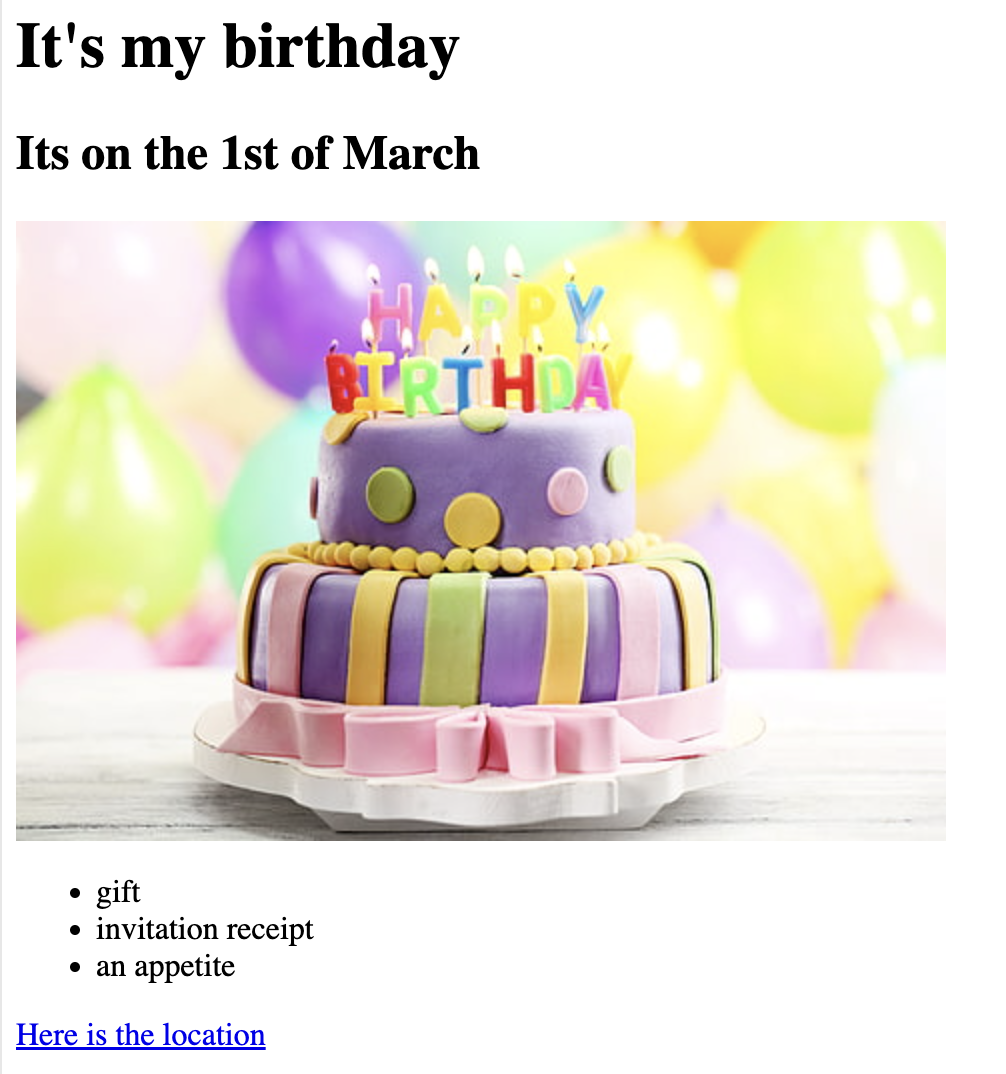 It's my birthday
Its on the 1st of March
HAPPY
BIRTHDAY
gift
invitation receipt
an appetite
Here is the location